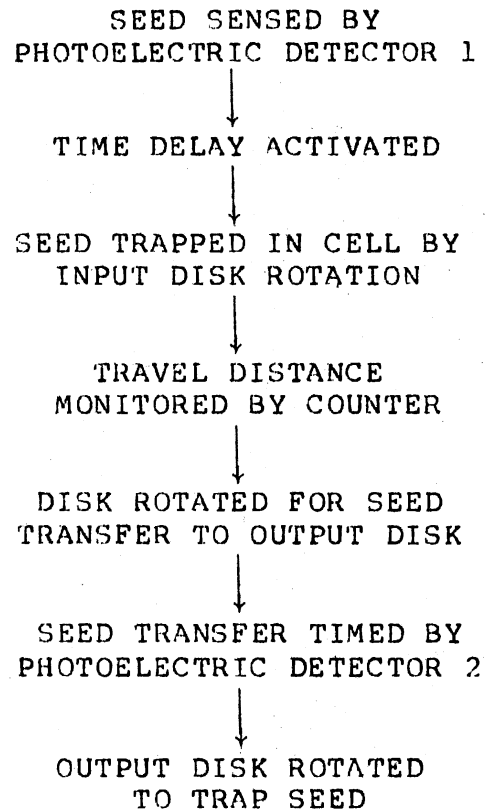 SEED SENSED BY
PHOTOELECTRIC DETECTOR 1
TIME DELAY ACTIVATED
SEED TRAPPED IN CELL BY
INPUT DISK ROTATION
TRAVEL DISTANCE
MONITORED BY COUNTER
DISK ROTATED FOR SEED
TRANSFER TO OUTPUT DISK
SEED TRANSFER TIMED BY
PHOTOELECTRIC DETECTOR 2
OUTPUT DISK ROTATED
TO TRAP SEED